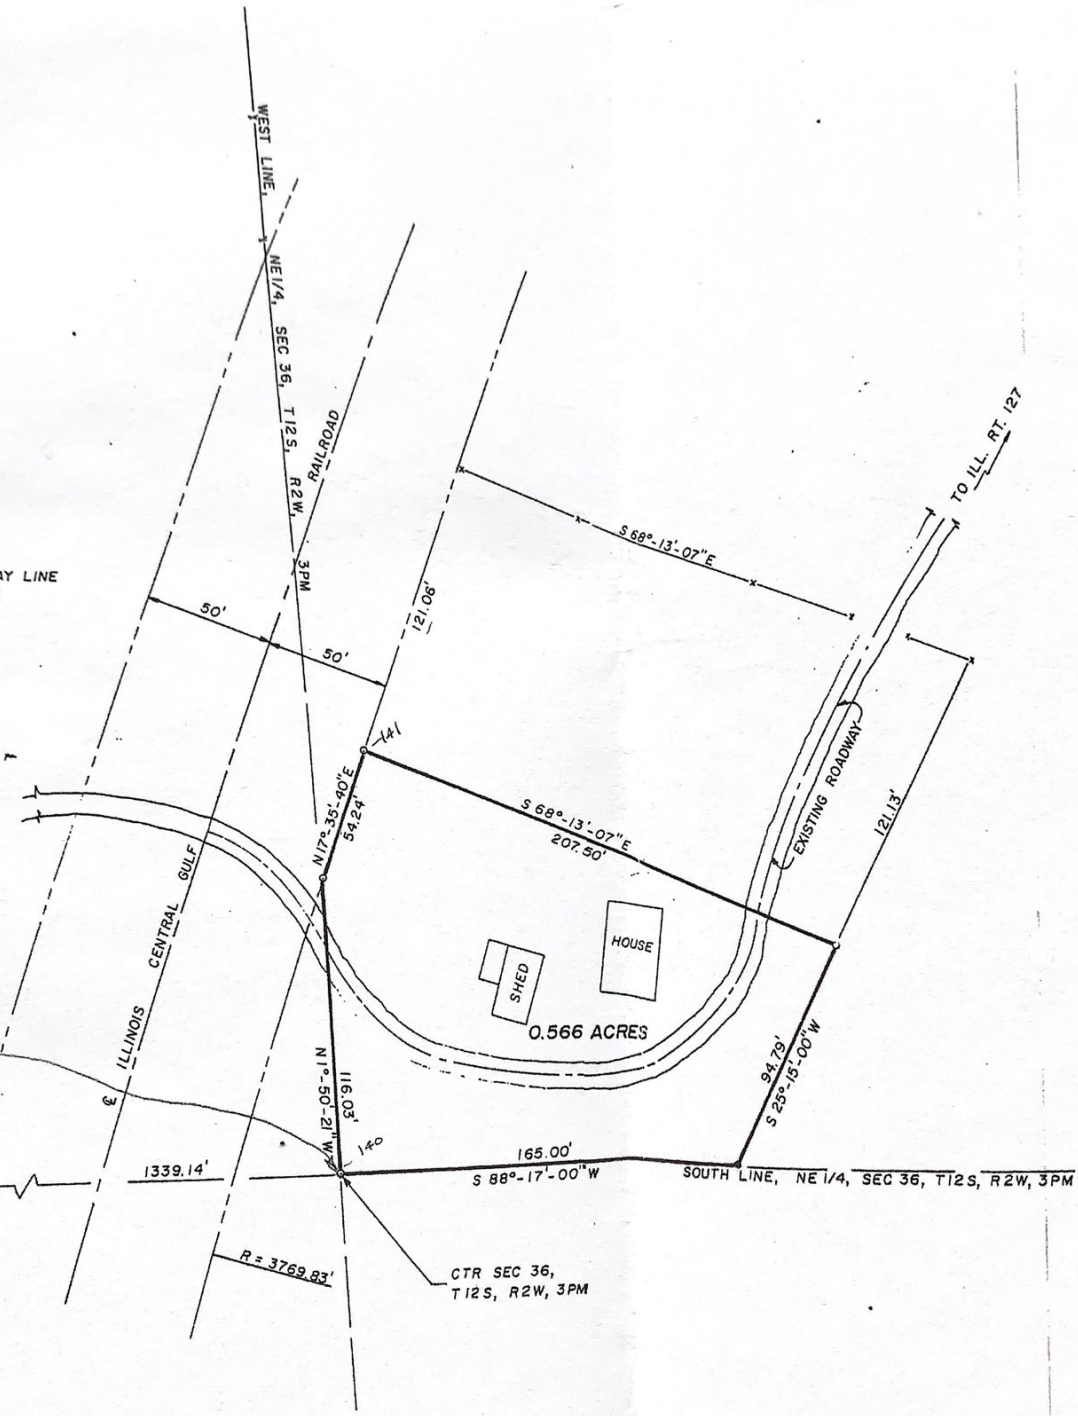 WEST LINE, NE 1/4, SEC 36, T12S, R2W, 3PM
RAILROAD
TO ILL. RT. 127
S 68°-13'-07"E
AY LINE
50'
50'
121.06'
141
EXISTING ROADWAY
121.13'
N 17°-35'-40"E
54.24'
S 68°-13'-07"E
207.50'
ILLINOIS CENTRAL GULF
HOUSE
SHED
0.566 ACRES
94.79'
S 25°-15'-00"W
116.03'
N 1°-50'-21"W
140
1339.14'
165.00'
S 88°-17'-00"W
SOUTH LINE, NE 1/4, SEC 36, T12S, R2W, 3PM
R = 3769.83'
CTR SEC 36,
T12S, R2W, 3PM